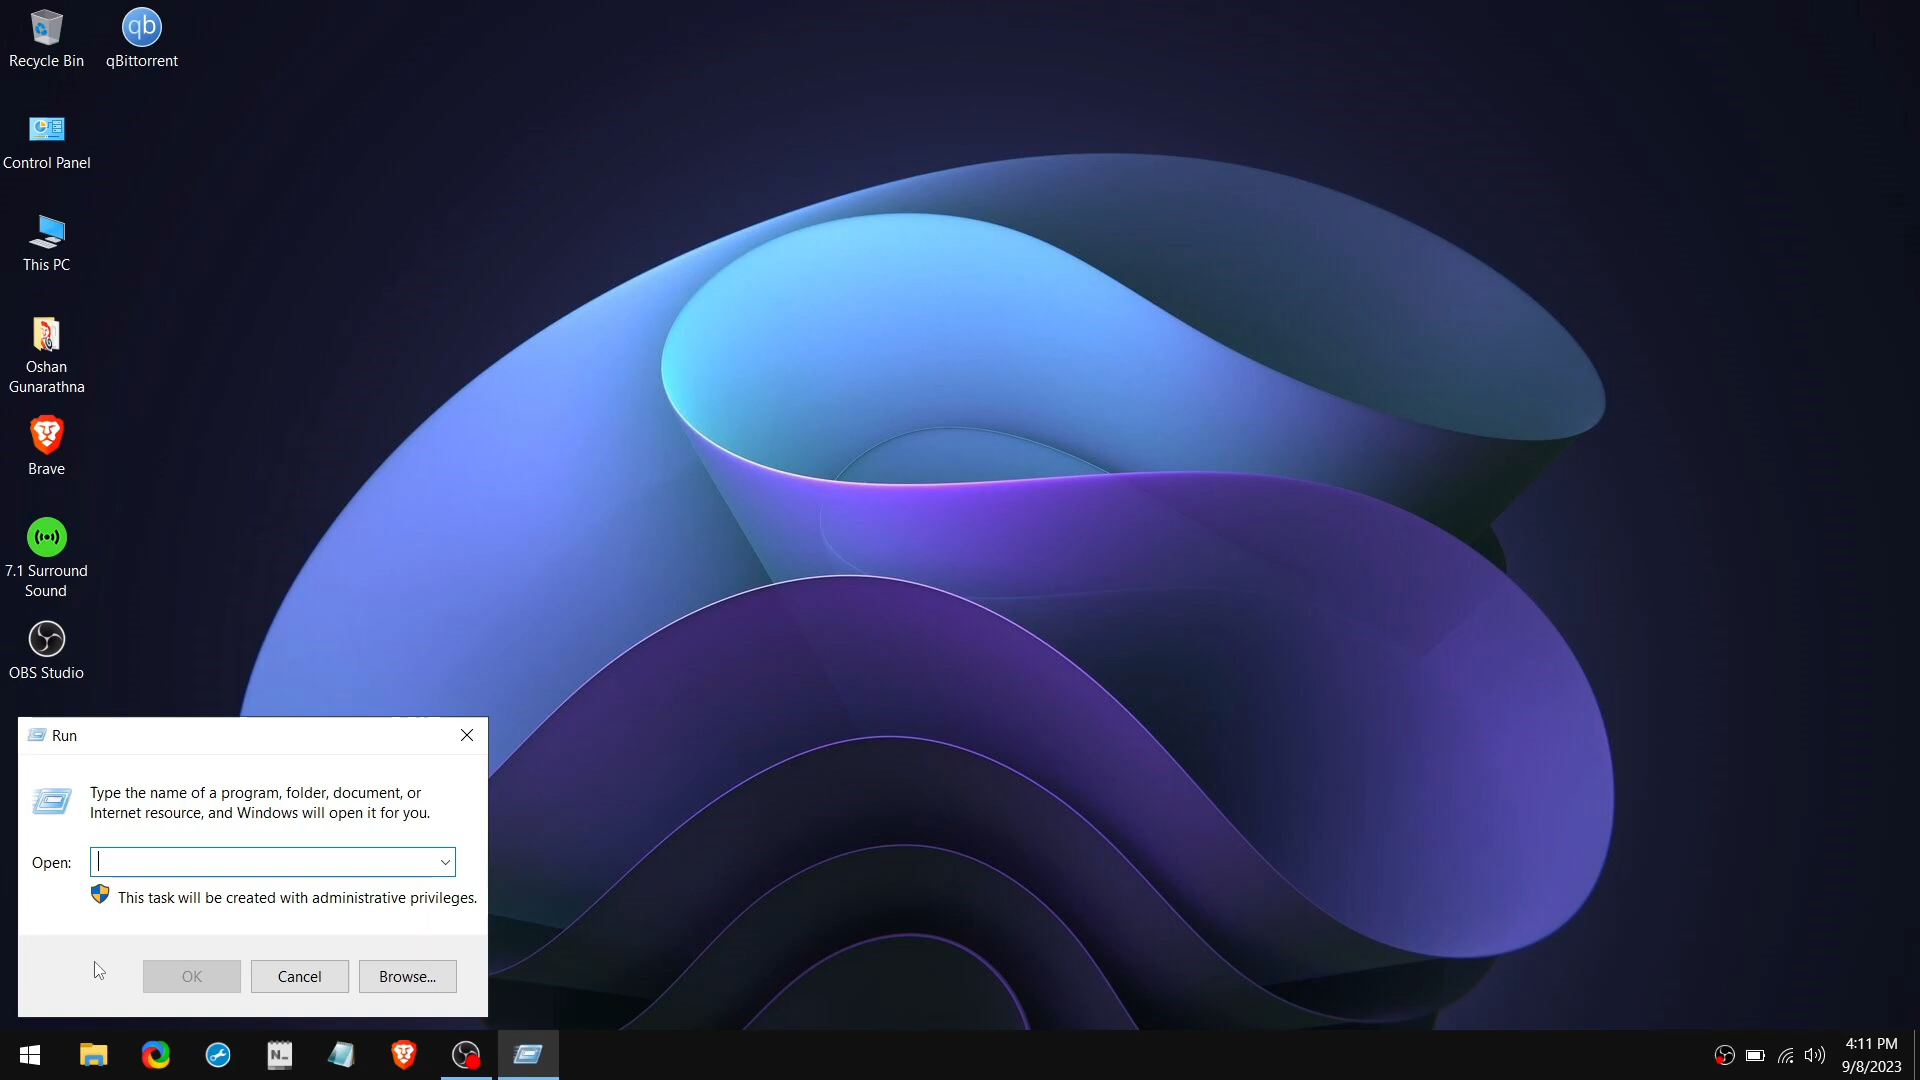 Recycle Bin
qBittorrent
Control Panel
This PC
Oshan
Gunarathna
Brave
7.1 Surround
Sound
OBS Studio
Run
Type the name of a program, folder, document, or
Internet resource, and Windows will open it for you.
Open:
This task will be created with administrative privileges.
OK
Cancel
Browse...
4:11 PM
9/8/2023
qb
N